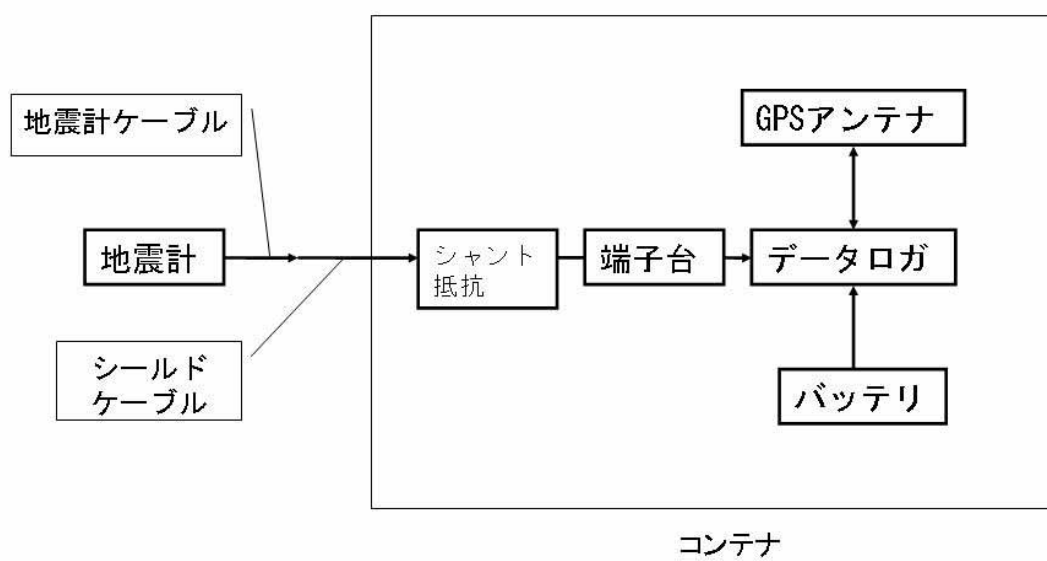 地震計ケーブル
GPSアンテナ
地震計
シャント
抵抗
端子台
データロガ
シールド
ケーブル
バッテリ
コンテナ